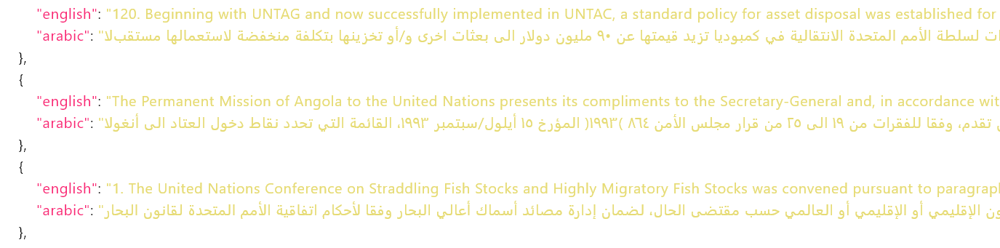 "english": "120. Beginning with UNTAG and now successfully implemented in UNTAC, a standard policy for asset disposal was established for
"arabic": "ات لسلطة الأمم المتحدة الانتقالية في كمبوديا تزيد قيمتها عن ٩٠ مليون دولار الى بعثات اخرى و/أو تخزينها بتكلفة منخفضة لاستعمالها مستقبلا
},
{
"english": "The Permanent Mission of Angola to the United Nations presents its compliments to the Secretary-General and, in accordance wit
"arabic": "تقدم، وفقا للفقرات من ١٩ الى ٢٥ من قرار مجلس الأمن ٨٦٤ )١٩٩٣( المؤرخ ١٥ أيلول/سبتمبر ١٩٩٣، القائمة التي تحدد نقاط دخول العتاد الى أنغولا
},
{
"english": "1. The United Nations Conference on Straddling Fish Stocks and Highly Migratory Fish Stocks was convened pursuant to paragrap
"arabic": "ون الإقليمي أو الإقليمي أو العالمي حسب مقتضى الحال، لضمان إدارة مصائد أسماك أعالي البحار وفقا لأحكام اتفاقية الأمم المتحدة لقانون البحار
},